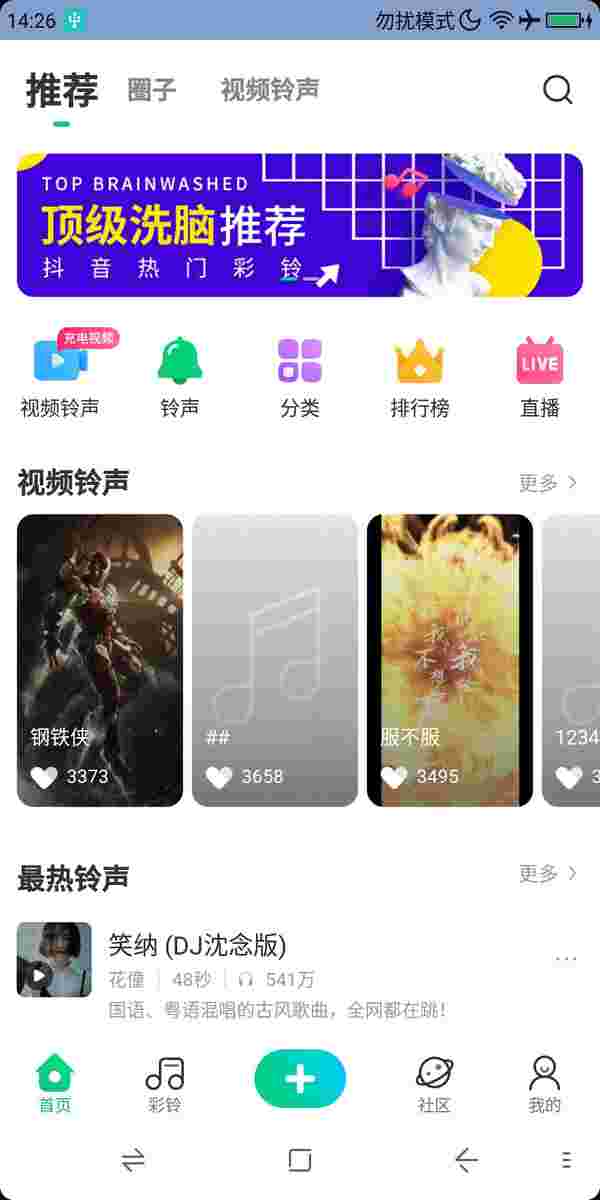 14:26 勿扰模式
推荐 圈子 视频铃声
TOP BRAINWASHED
顶级洗脑推荐
抖音热门彩铃
充电视频
LIVE
视频铃声 铃声 分类 排行榜 直播
视频铃声 更多
钢铁侠 ## 服不服 1234
3373 3658 3495 3
最热铃声 更多
笑纳 (DJ沈念版)
花僮 48秒 541万
国语、粤语混唱的古风歌曲，全网都在跳！
首页 彩铃 社区 我的